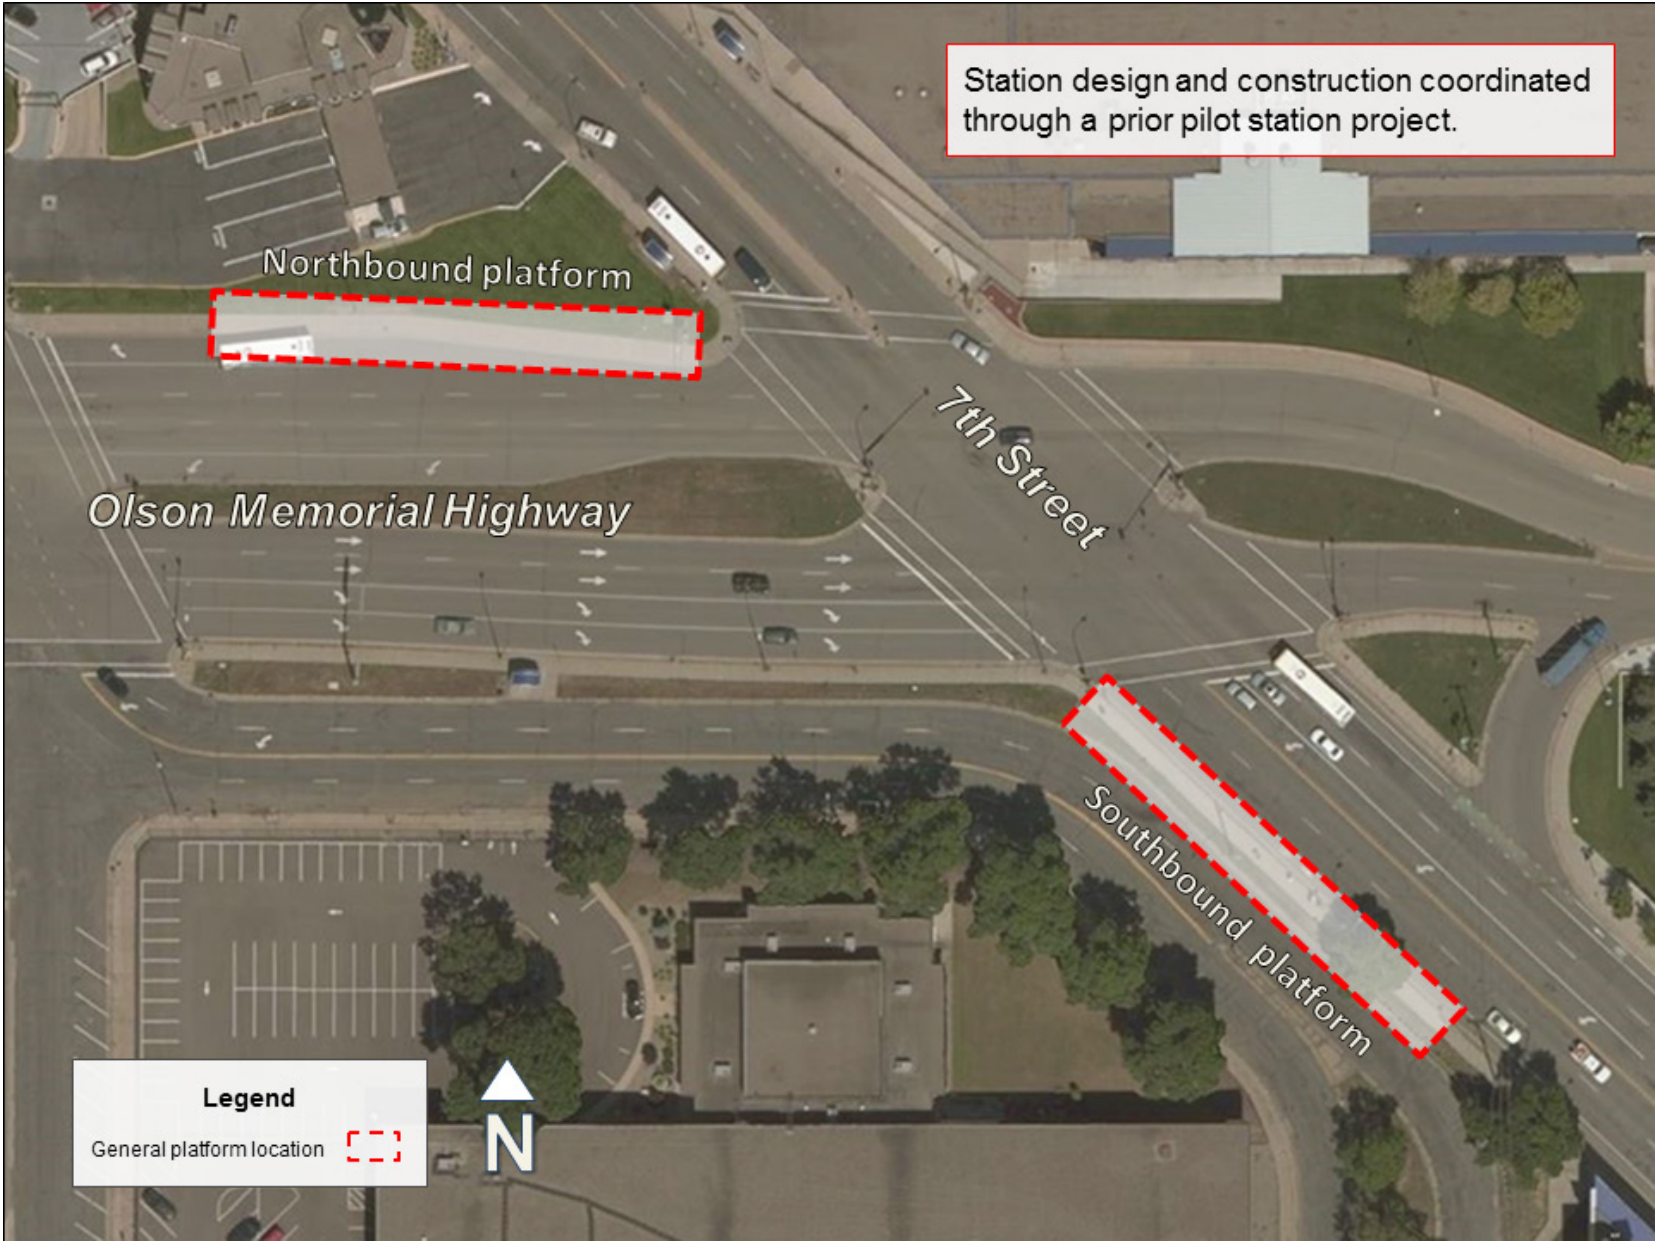 Station design and construction coordinated
through a prior pilot station project.
Northbound platform
7th Street
Olson Memorial Highway
Southbound platform
Legend
General platform location
N